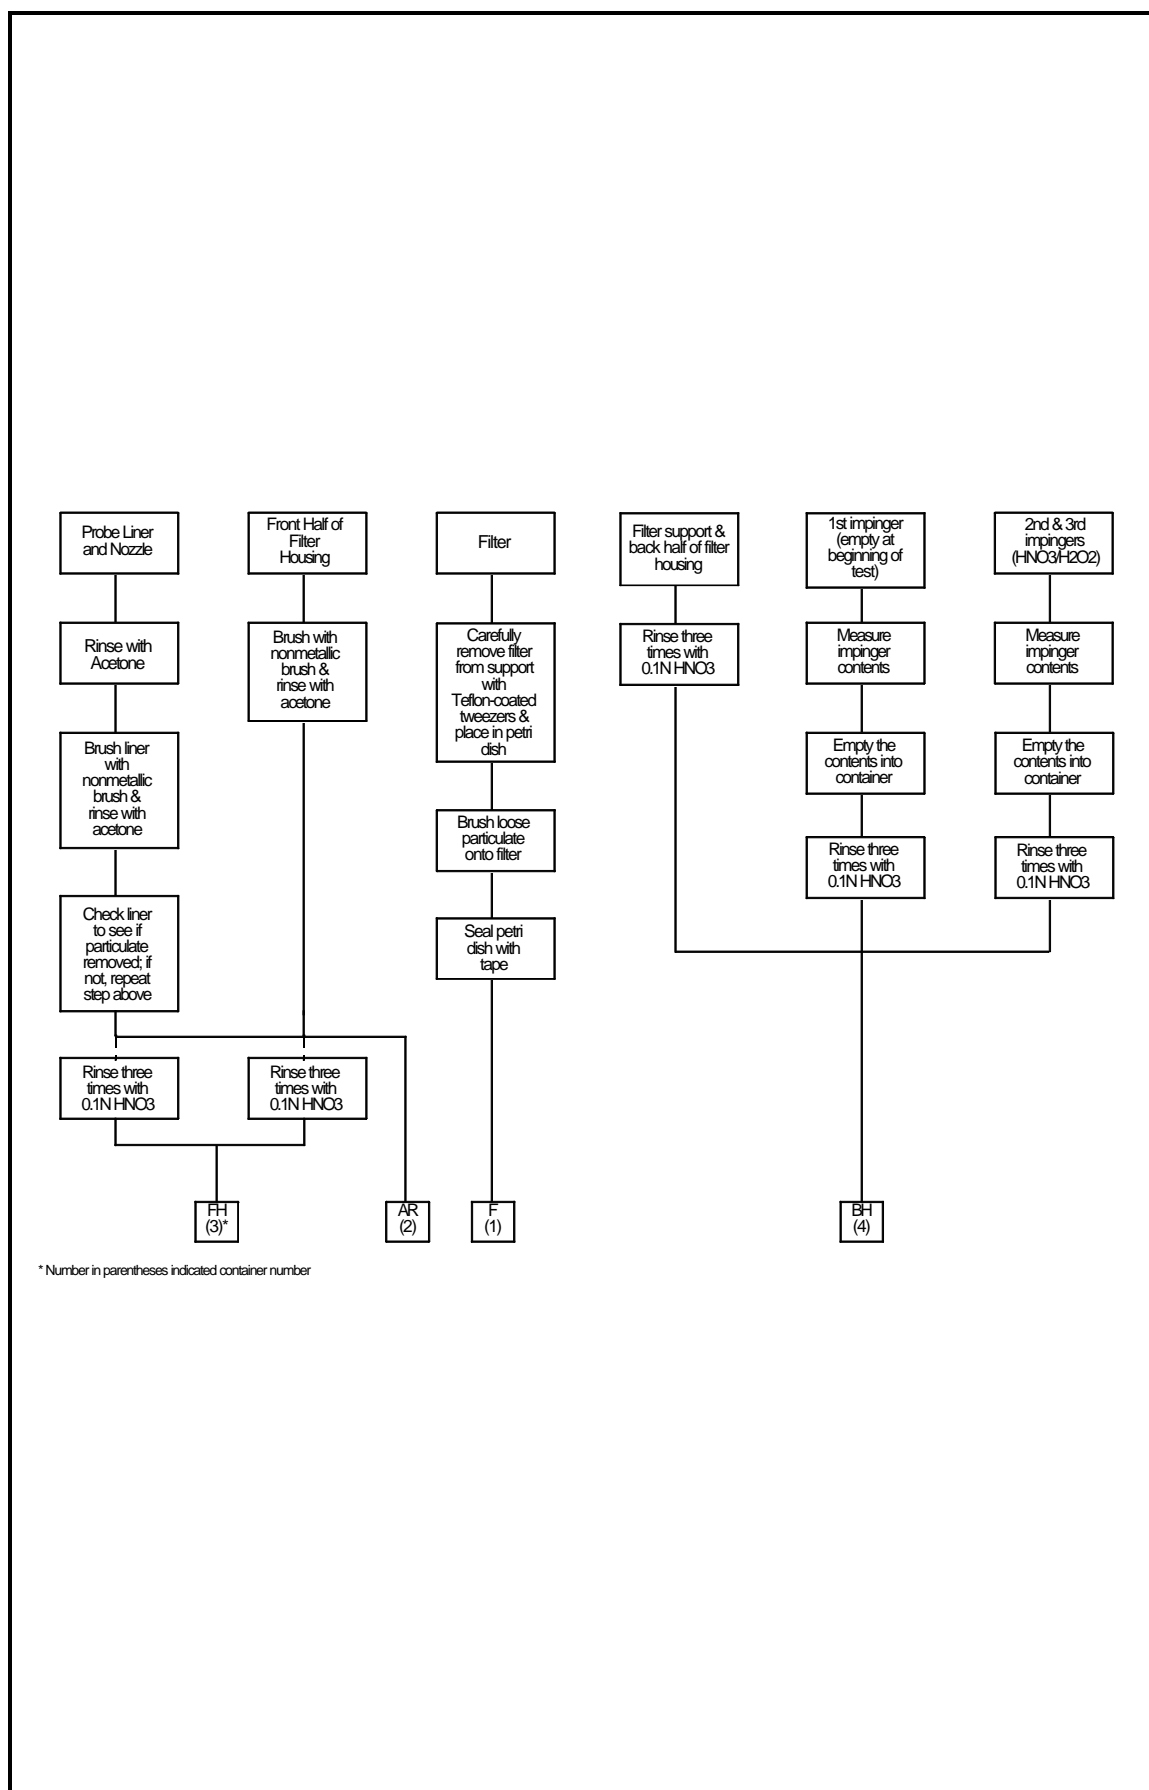 Probe Liner
and Nozzle
Rinse with
Acetone
Brush liner
with
nonmetallic
brush &
rinse with
acetone
Check liner
to see if
particulate
removed; if
not, repeat
step above
Rinse three
times with
0.1N HNO3
Front Half of
Filter
Housing
Brush with
nonmetallic
brush &
rinse with
acetone
Rinse three
times with
0.1N HNO3
FH
(3)*
AR
(2)
Filter
Carefully
remove filter
from support
with
Teflon-coated
tweezers &
place in petri
dish
Brush loose
particulate
onto filter
Seal petri
dish with
tape
F
(1)
Filter support &
back half of filter
housing
Rinse three
times with
0.1N HNO3
1st impinger
(empty at
beginning of
test)
Measure
impinger
contents
Empty the
contents into
container
Rinse three
times with
0.1N HNO3
2nd & 3rd
impingers
(HNO3/H2O2)
Measure
impinger
contents
Empty the
contents into
container
Rinse three
times with
0.1N HNO3
BH
(4)
* Number in parentheses indicated container number